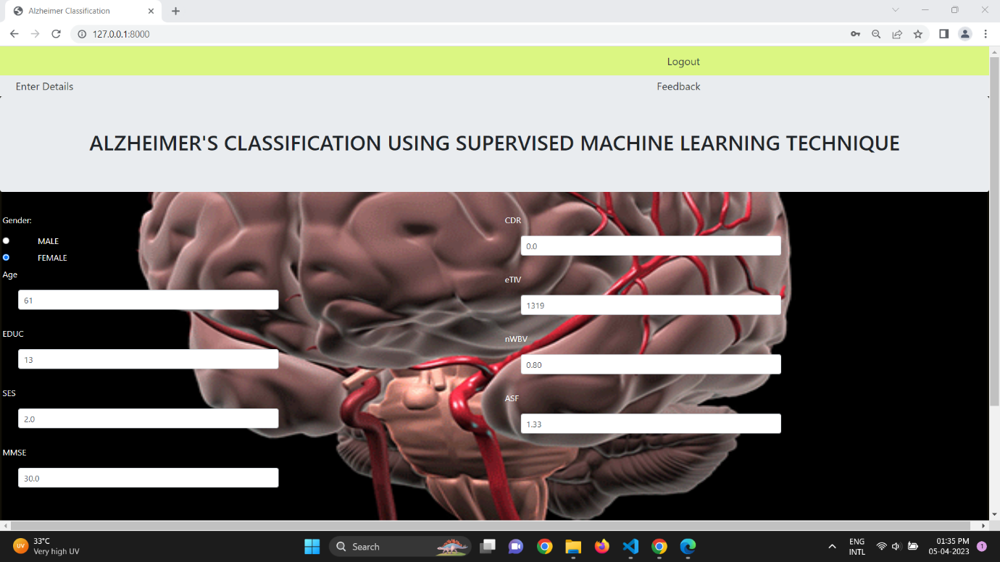 Alzheimer Classification
127.0.0.1:8000
Logout
Enter Details
Feedback
ALZHEIMER'S CLASSIFICATION USING SUPERVISED MACHINE LEARNING TECHNIQUE
Gender:
MALE
FEMALE
Age
61
EDUC
13
SES
2.0
MMSE
30.0
CDR
0.0
eTIV
1319
nWBV
0.80
ASF
1.33
UV
33°C
Very high UV
Search
ENG
INTL
01:35 PM
05-04-2023
1